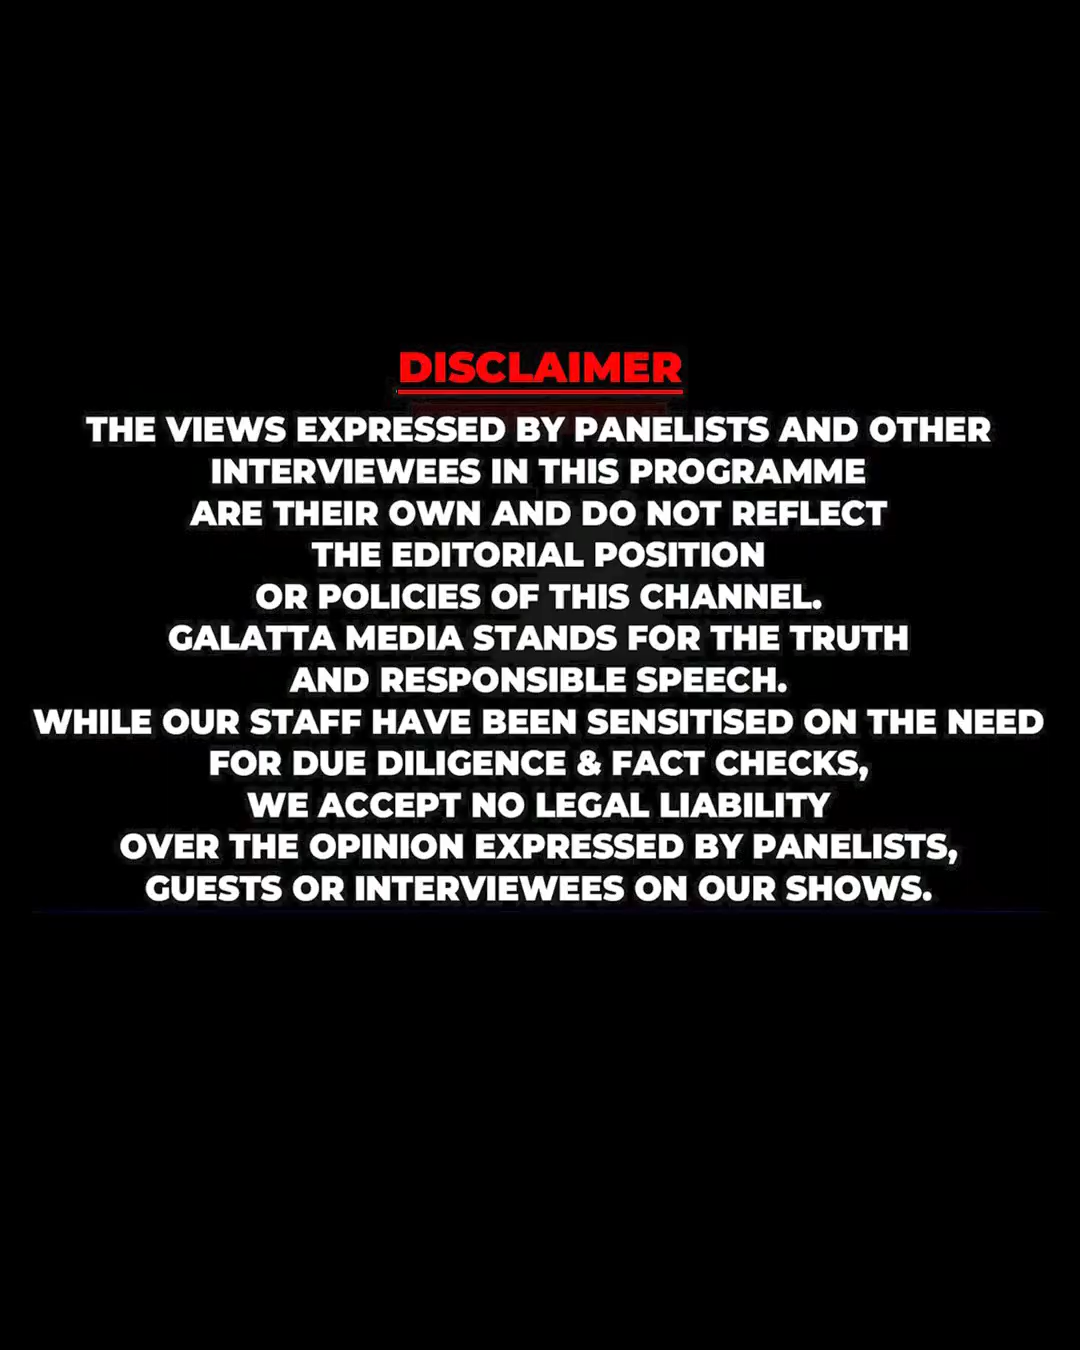 DISCLAIMER
THE VIEWS EXPRESSED BY PANELISTS AND OTHER
INTERVIEWEES IN THIS PROGRAMME
ARE THEIR OWN AND DO NOT REFLECT
THE EDITORIAL POSITION
OR POLICIES OF THIS CHANNEL.
GALATTA MEDIA STANDS FOR THE TRUTH
AND RESPONSIBLE SPEECH.
WHILE OUR STAFF HAVE BEEN SENSITISED ON THE NEED
FOR DUE DILIGENCE & FACT CHECKS,
WE ACCEPT NO LEGAL LIABILITY
OVER THE OPINION EXPRESSED BY PANELISTS,
GUESTS OR INTERVIEWEES ON OUR SHOWS.